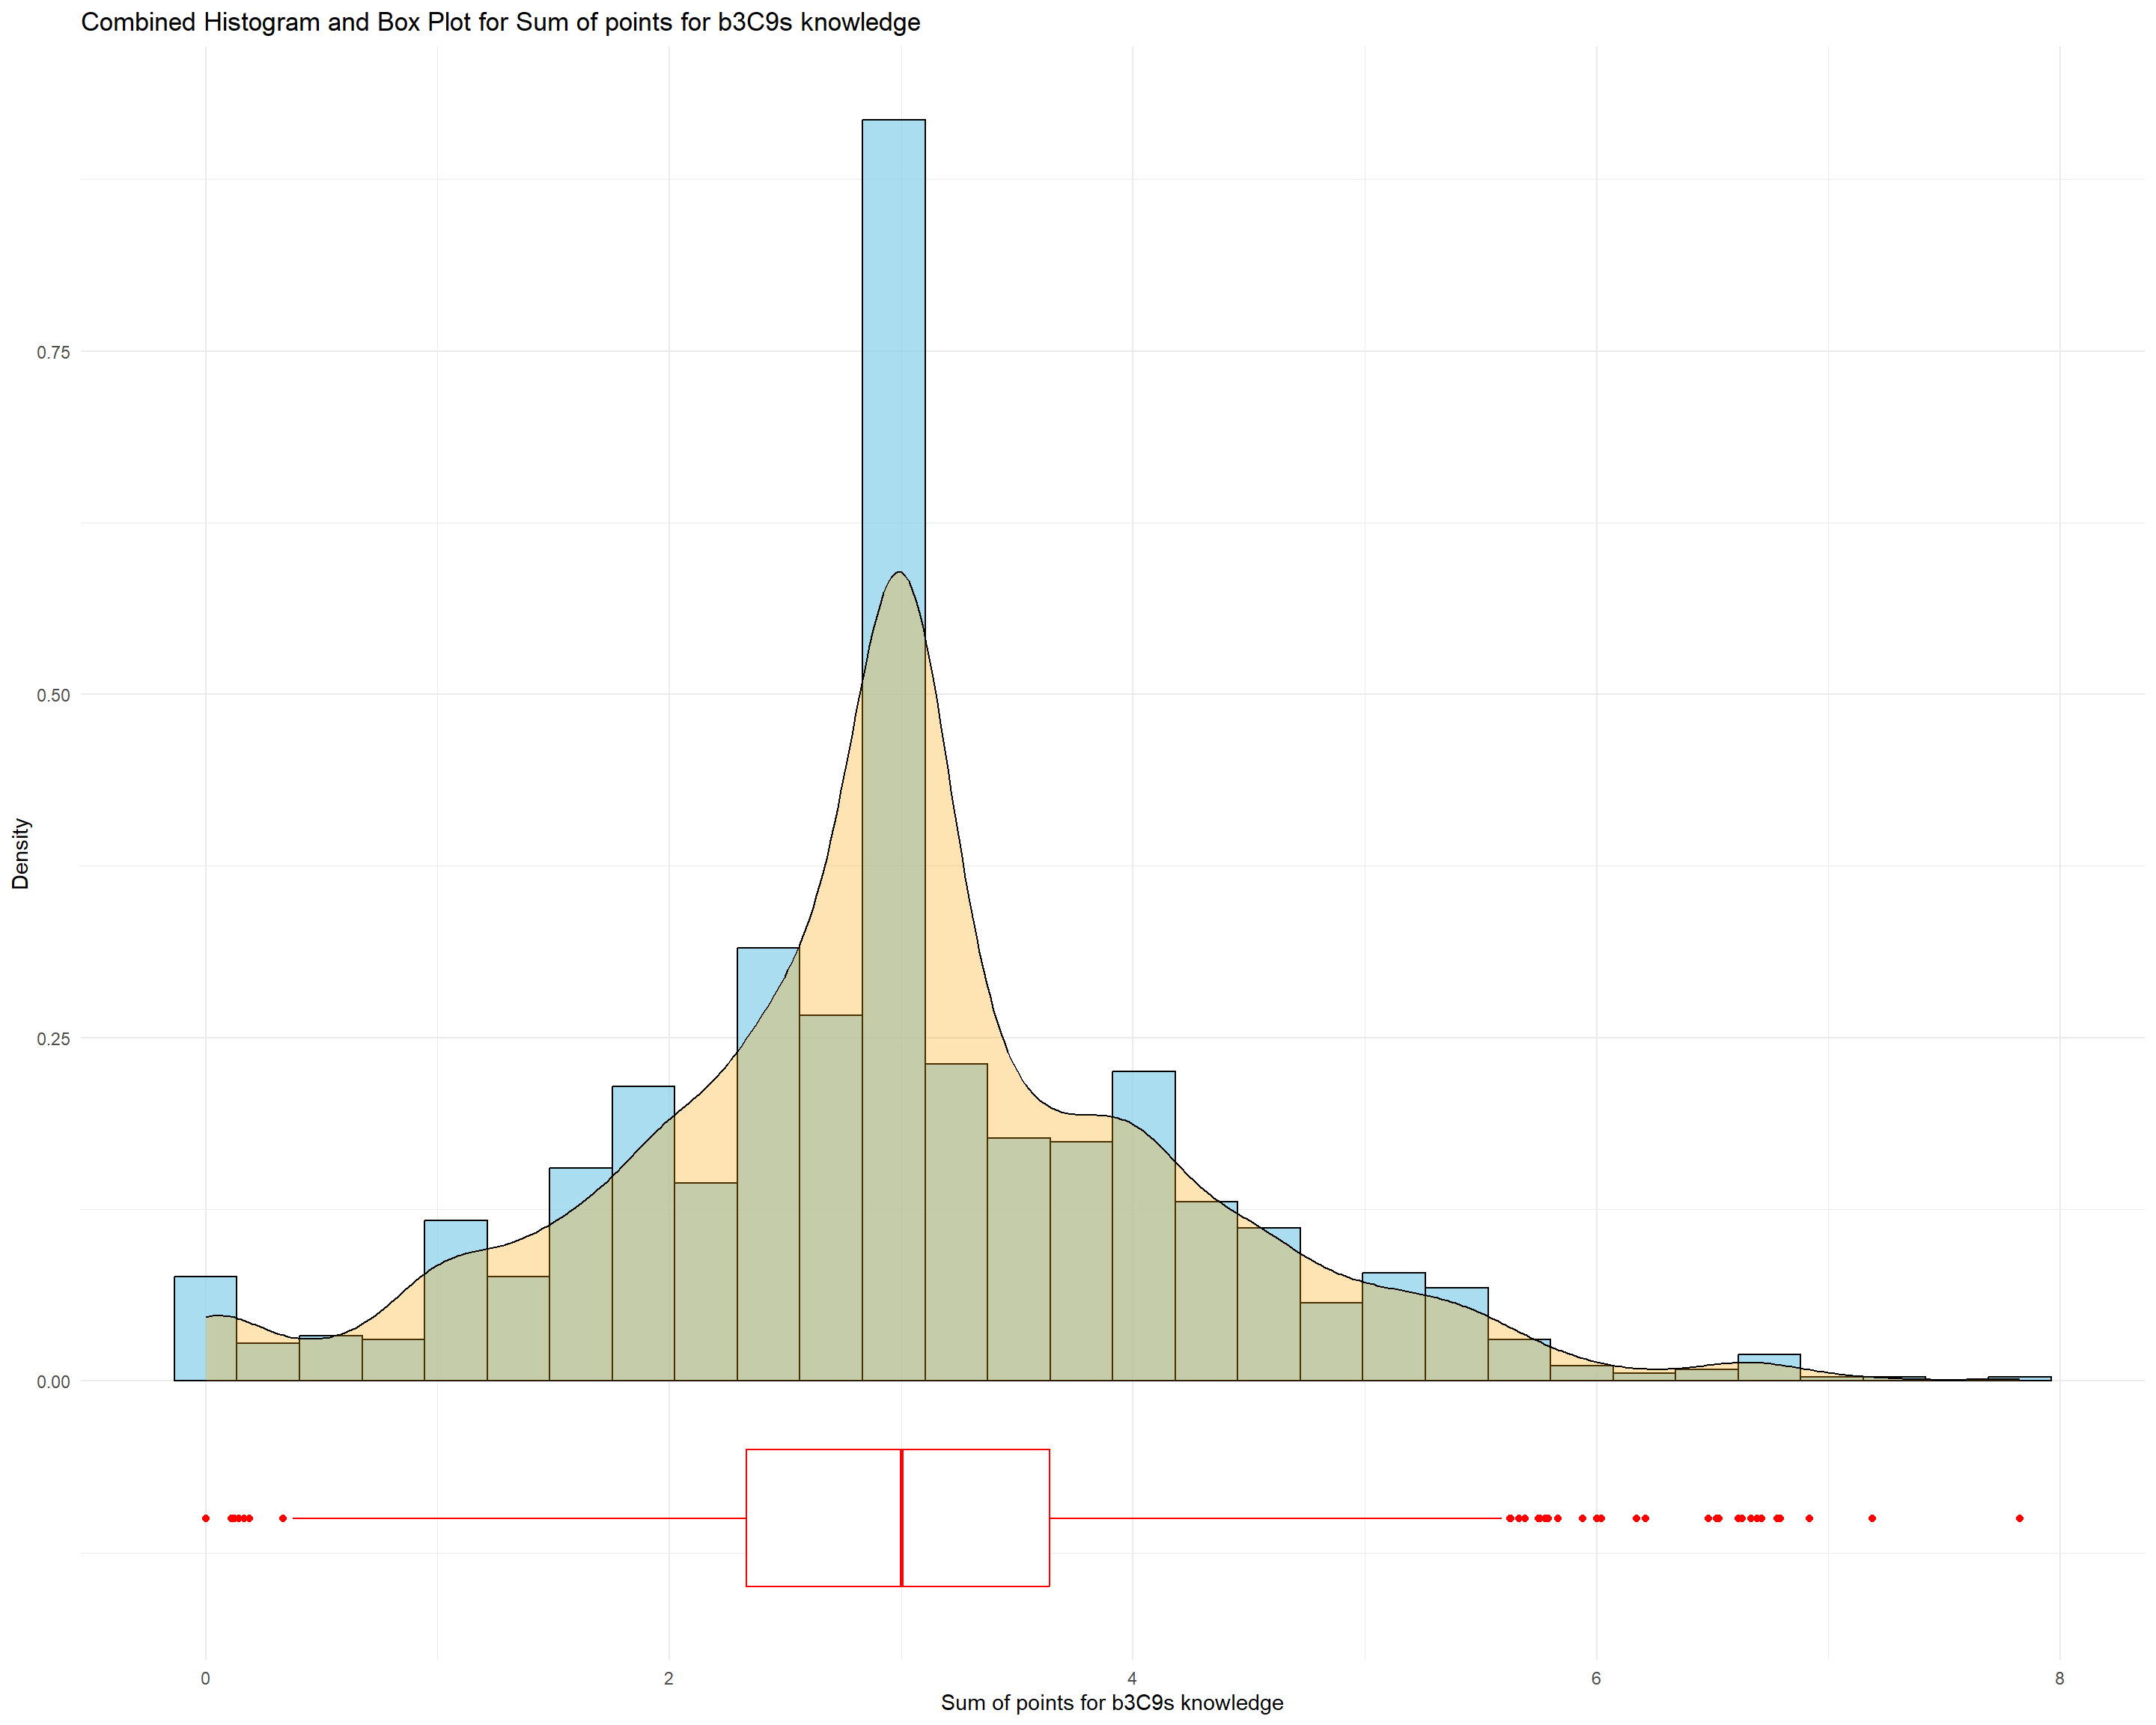 Combined Histogram and Box Plot for Sum of points for b3C9s knowledge
Density
0.75
0.50
0.25
0.00
0 2 4 6 8
Sum of points for b3C9s knowledge